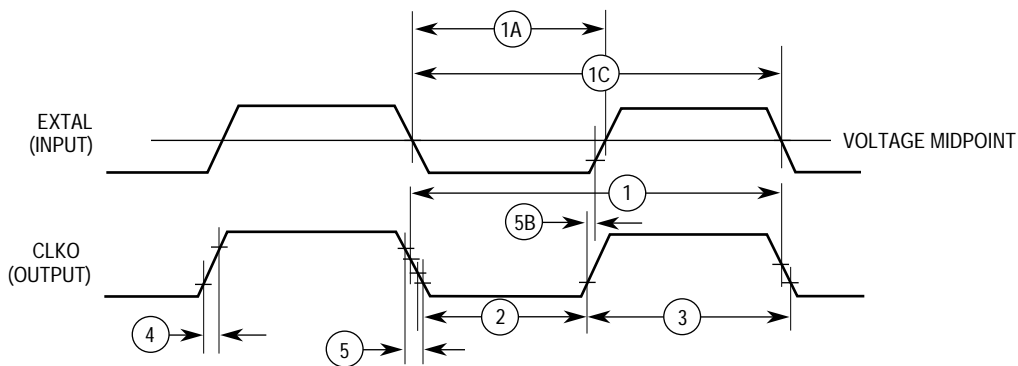 1A
1C
EXTAL
(INPUT)
VOLTAGE MIDPOINT
1
5B
CLKO
(OUTPUT)
2
3
4
5